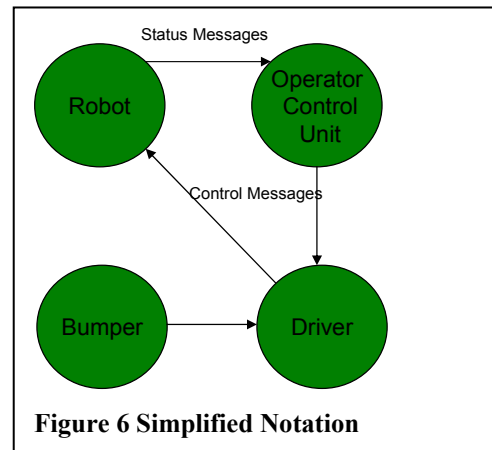 Status Messages
Robot
Operator
Control
Unit
Control Messages
Bumper
Driver
Figure 6 Simplified Notation